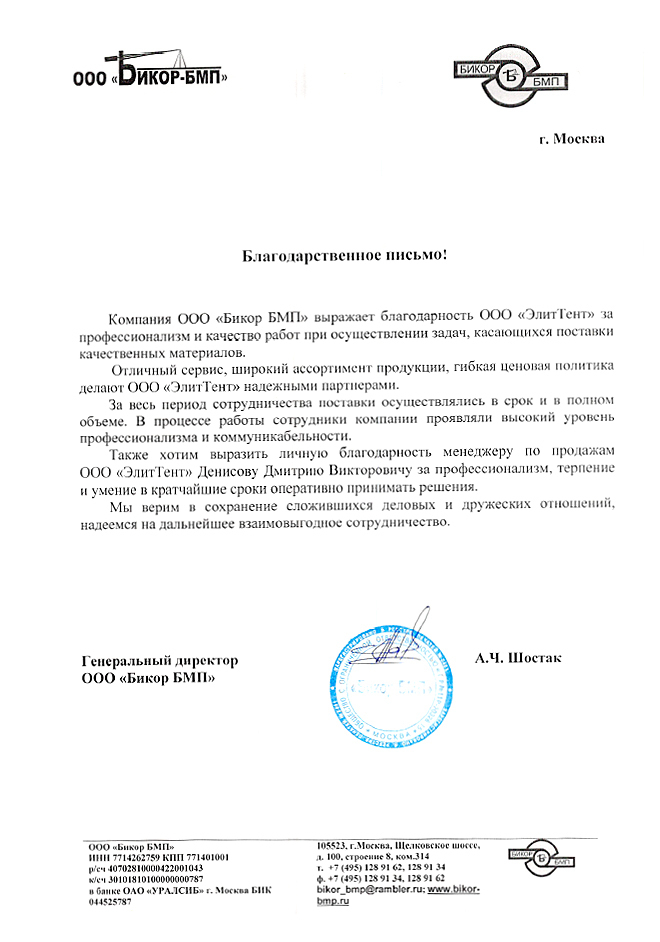 ООО «БИКОР-БМП»
БИКОР
Б
БМП
г. Москва
Благодарственное письмо!
Компания ООО «Бикор БМП» выражает благодарность ООО «ЭлитТент» за
профессионализм и качество работ при осуществлении задач, касающихся поставки
качественных материалов.
Отличный сервис, широкий ассортимент продукции, гибкая ценовая политика
делают ООО «ЭлитТент» надежными партнерами.
За весь период сотрудничества поставки осуществлялись в срок и в полном
объеме. В процессе работы сотрудники компании проявляли высокий уровень
профессионализма и коммуникабельности.
Также хотим выразить личную благодарность менеджеру по продажам
ООО «ЭлитТент» Денисову Дмитрию Викторовичу за профессионализм, терпение
и умение в кратчайшие сроки оперативно принимать решения.
Мы верим в сохранение сложившихся деловых и дружеских отношений,
надеемся на дальнейшее взаимовыгодное сотрудничество.
Генеральный директор
ООО «Бикор БМП»
«Бикор БМП»
МОСКВА
А.Ч. Шостак
ООО «Бикор БМП»
ИНН 7714262759 КПП 771401001
р/сч 40702810000422001043
к/сч 30101810100000000787
в банке ОАО «УРАЛСИБ» г. Москва БИК
044525787
105523, г.Москва, Щелковское шоссе,
д. 100, строение 8, ком.314
т. +7 (495) 128 91 62, 128 91 34
ф. +7 (495) 128 91 34, 128 91 62
bikor_bmp@rambler.ru; www.bikor-
bmp.ru
БИКОР
Б
БМП